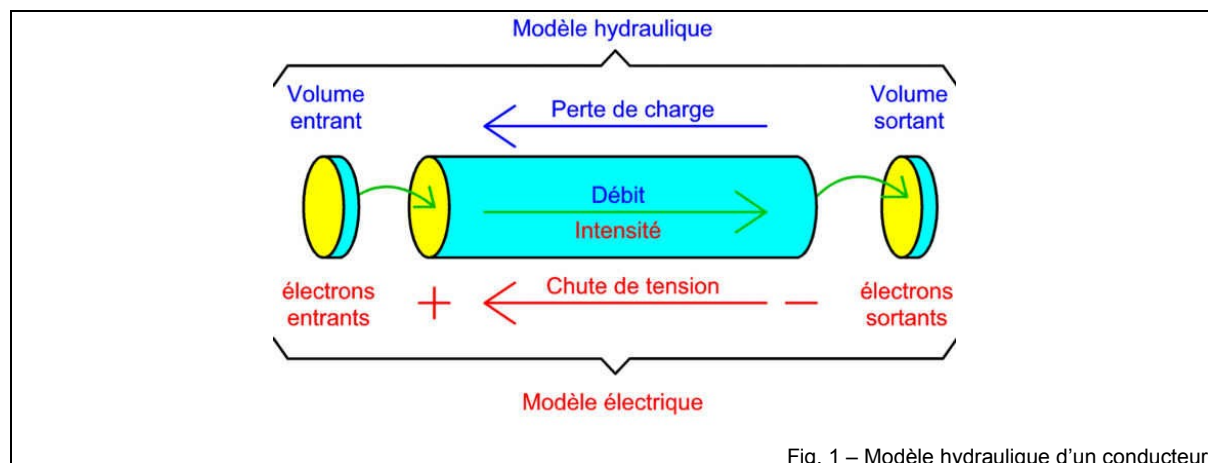 Modèle hydraulique
Volume
entrant
Perte de charge
Volume
sortant
Débit
Intensité
électrons
entrants
+
Chute de tension
−
électrons
sortants
Modèle électrique
Fig. 1 – Modèle hydraulique d'un conducteur